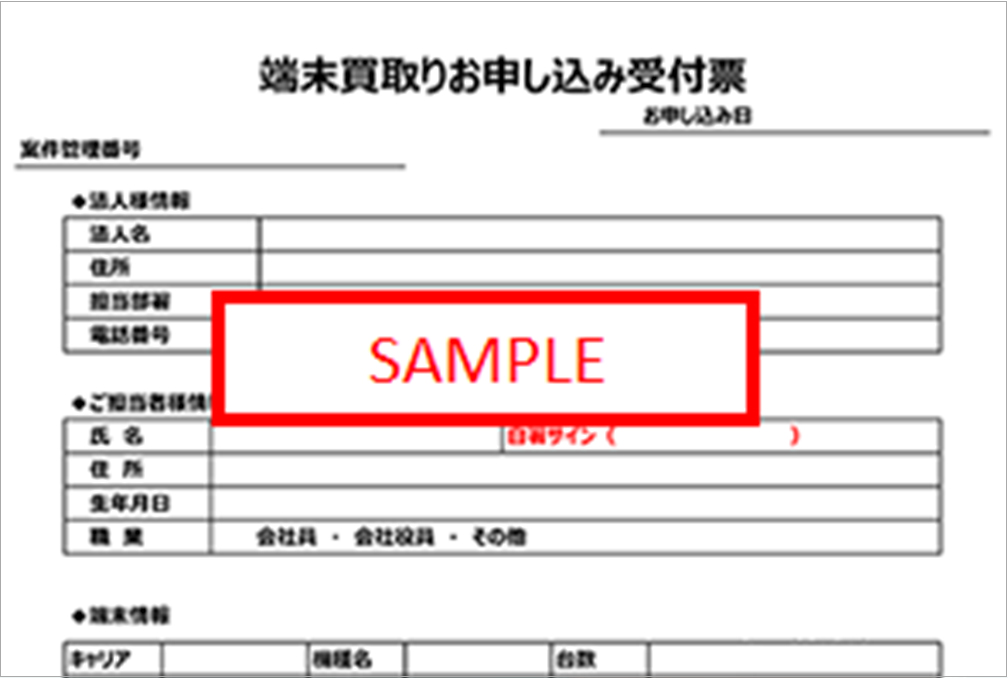 端末買取りお申し込み受付票
お申し込み日
案件管理番号
◆法人様情報
法人名
住所
担当部署
電話番号
SAMPLE
◆ご担当者様情
氏 名 自署サイン ( )
住 所
生年月日
職 業 会社員 ・ 会社役員 ・ その他
◆端末情報
キャリア 機種名 台数